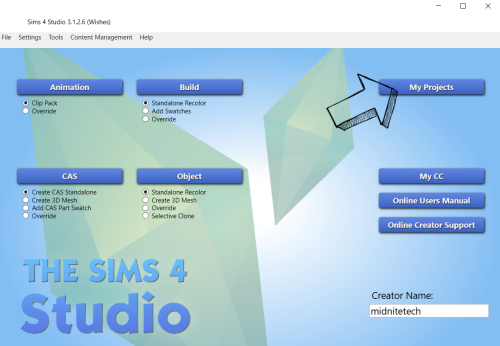 Sims 4 Studio 3.1.2.6 (Wishes)
File Settings Tools Content Management Help
Animation Build My Projects
Clip Pack Standalone Recolor
Override Add Swatches
Override
CAS Object My CC
Create CAS Standalone Standalone Recolor
Create 3D Mesh Create 3D Mesh
Add CAS Part Swatch Override
Override Selective Clone
Online Users Manual
Online Creator Support
THE SIMS 4
Studio
Creator Name:
midnitetech